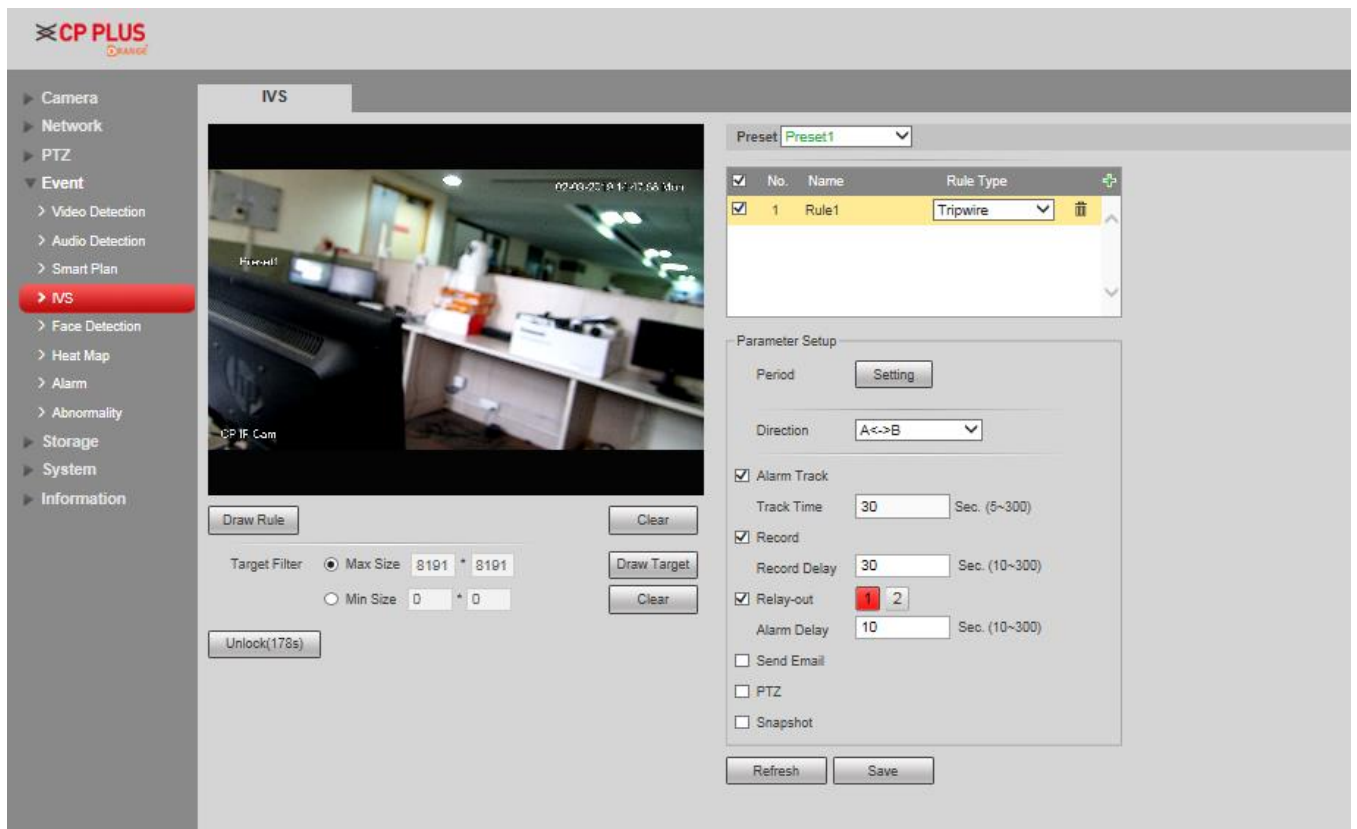 CP PLUS
ORANGE
Camera
Network
PTZ
Event
Video Detection
Audio Detection
Smart Plan
IVS
Face Detection
Heat Map
Alarm
Abnormality
Storage
System
Information
IVS
Preset1
CP IR Cam
Draw Rule
Clear
Target Filter Max Size 8191 * 8191 Draw Target
Min Size 0 * 0 Clear
Unlock(178s)
Preset Preset1
No. Name Rule Type
1 Rule1 Tripwire
Parameter Setup
Period Setting
Direction A<->B
Alarm Track
Track Time 30 Sec. (5~300)
Record
Record Delay 30 Sec. (10~300)
Relay-out 1 2
Alarm Delay 10 Sec. (10~300)
Send Email
PTZ
Snapshot
Refresh Save